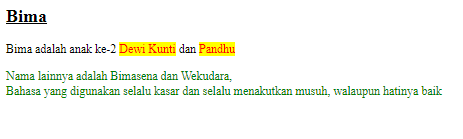 Bima
Bima adalah anak ke-2 Dewi Kunti dan Pandhu
Nama lainnya adalah Bimasena dan Wekudara,
Bahasa yang digunakan selalu kasar dan selalu menakutkan musuh, walaupun hatinya baik